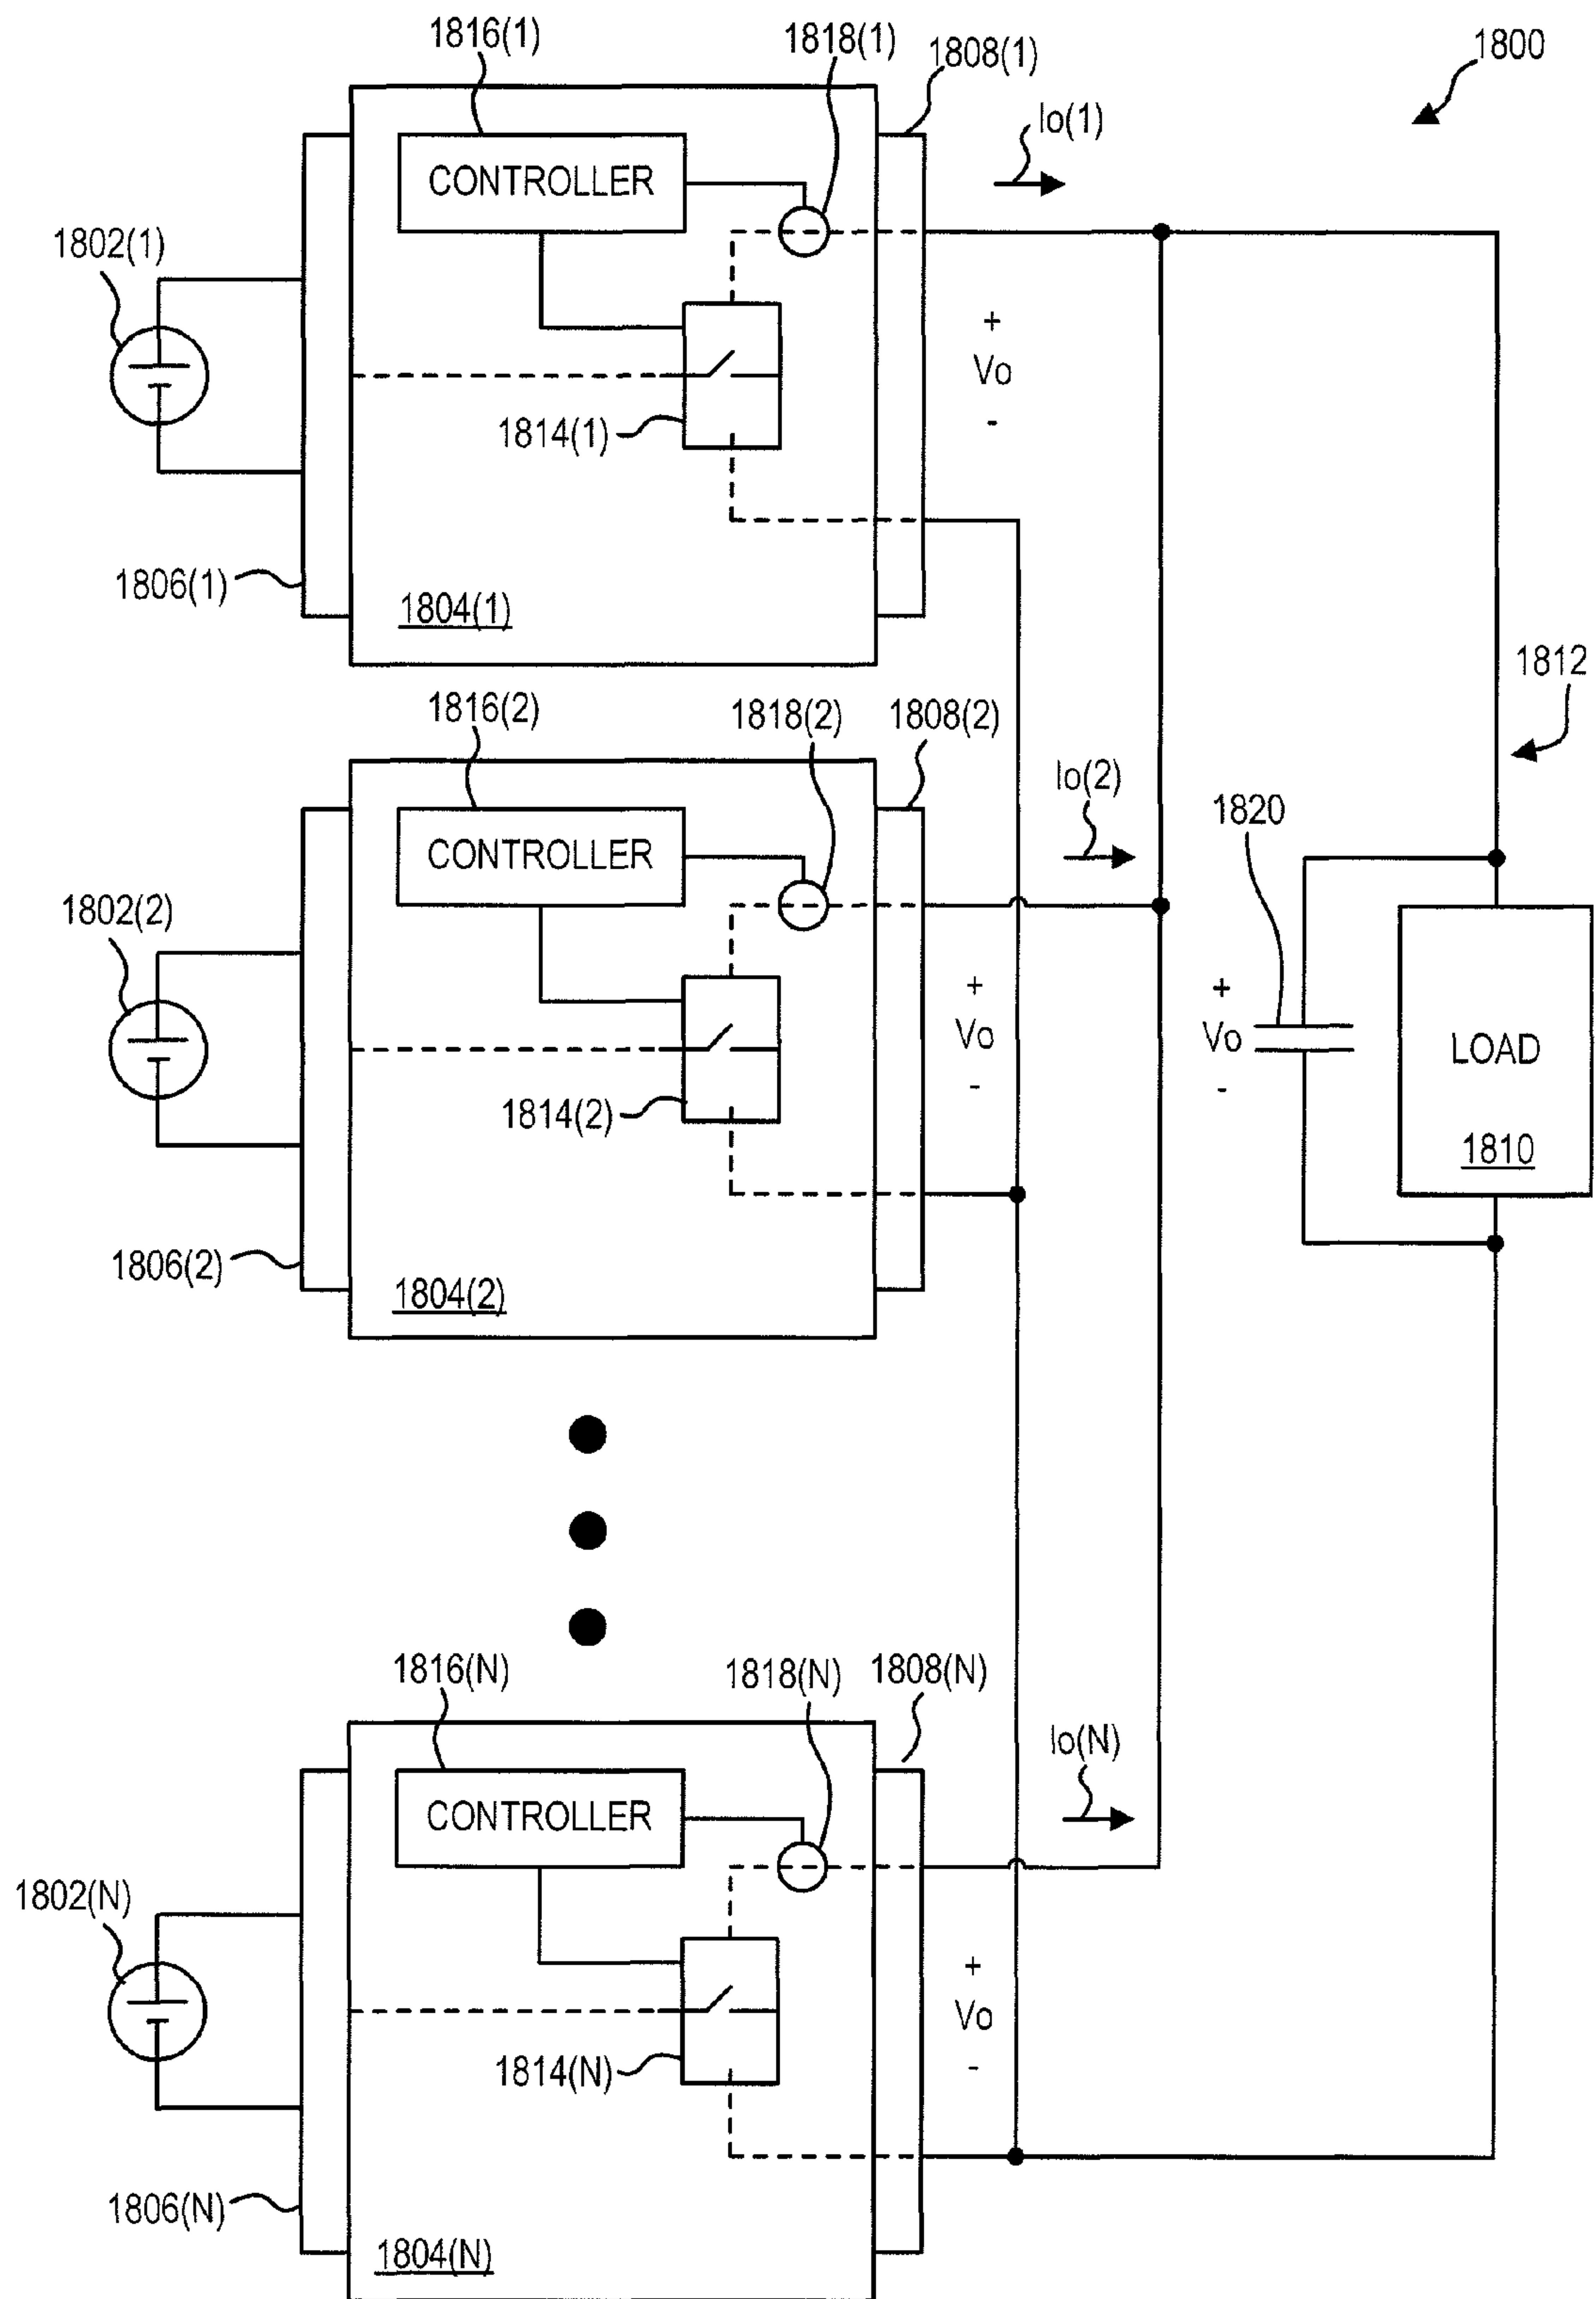 1816(1)
1818(1)
1808(1)
1800
Io(1)
CONTROLLER
1802(1)
+
Vo
-
1814(1)
1806(1)
1804(1)
1812
1816(2)
1818(2)
1808(2)
Io(2)
1820
CONTROLLER
1802(2)
+
Vo
-
+
Vo
-
LOAD
1810
1814(2)
1806(2)
1804(2)
1816(N)
1818(N)
1808(N)
Io(N)
CONTROLLER
1802(N)
+
Vo
-
1814(N)
1806(N)
1804(N)